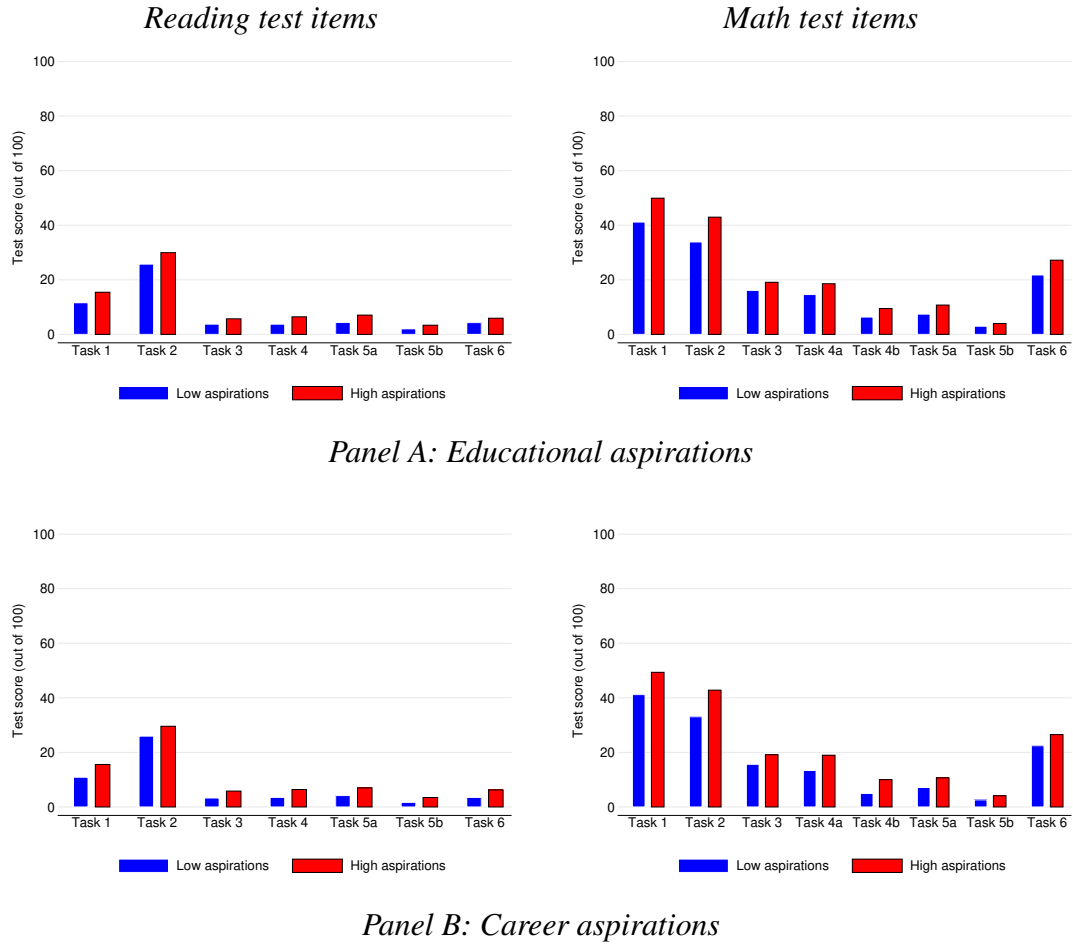 Reading test items
Math test items
Test score (out of 100)
100
80
60
40
20
0
Task 1 Task 2 Task 3 Task 4 Task 5a Task 5b Task 6
Low aspirations High aspirations
Test score (out of 100)
100
80
60
40
20
0
Task 1 Task 2 Task 3 Task 4a Task 4b Task 5a Task 5b Task 6
Low aspirations High aspirations
Panel A: Educational aspirations
Test score (out of 100)
100
80
60
40
20
0
Task 1 Task 2 Task 3 Task 4 Task 5a Task 5b Task 6
Low aspirations High aspirations
Test score (out of 100)
100
80
60
40
20
0
Task 1 Task 2 Task 3 Task 4a Task 4b Task 5a Task 5b Task 6
Low aspirations High aspirations
Panel B: Career aspirations